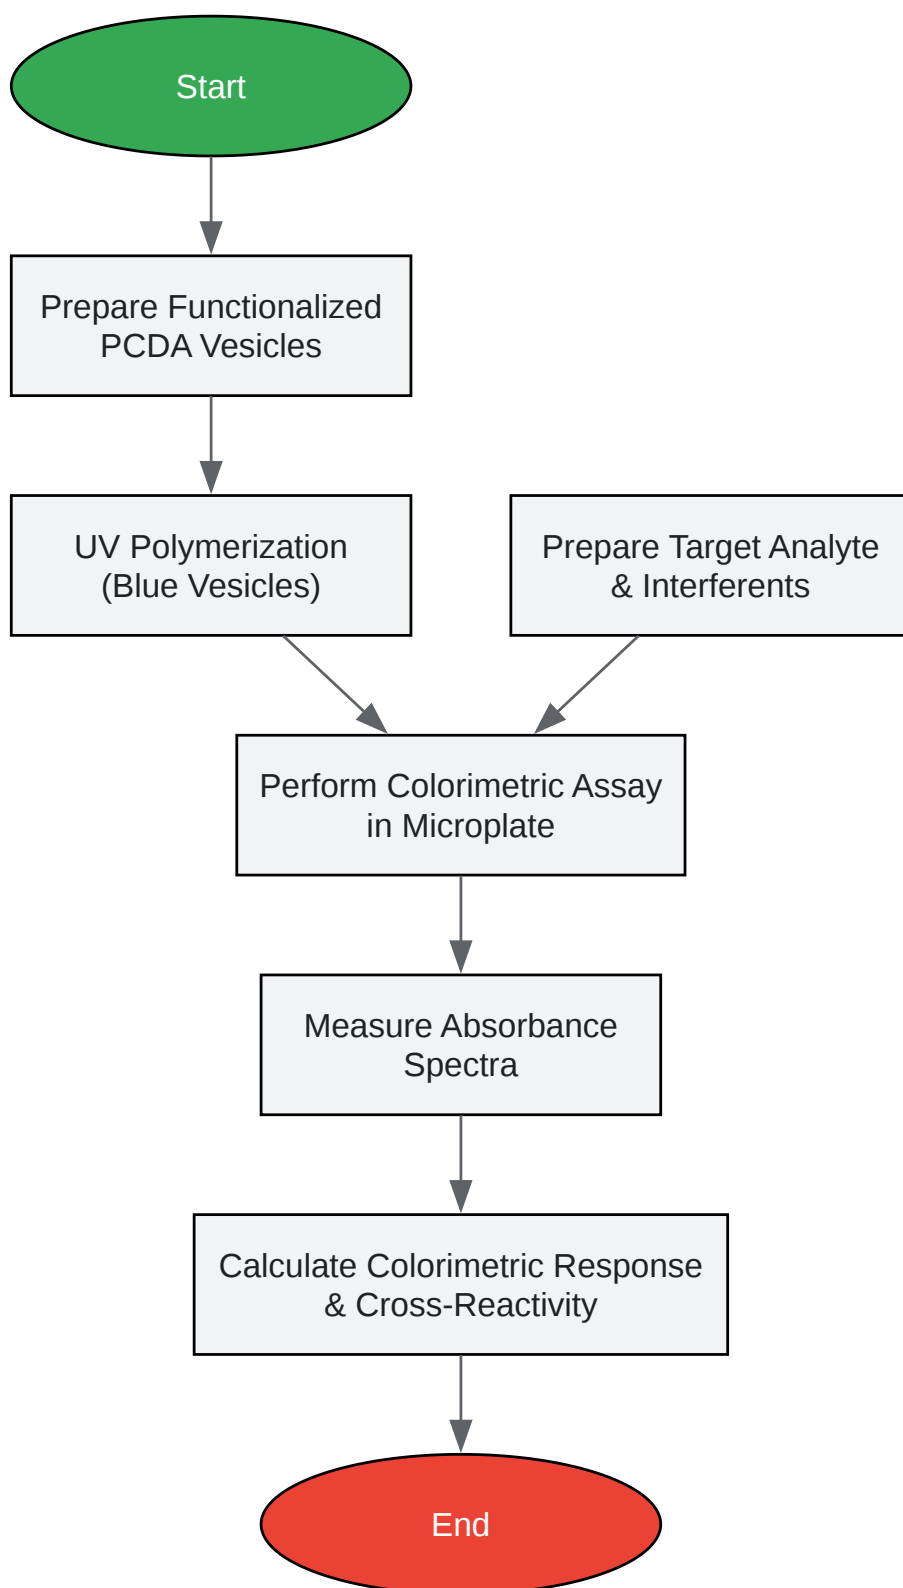 Start
Prepare Functionalized
PCDA Vesicles
UV Polymerization
(Blue Vesicles)
Prepare Target Analyte
& Interferents
Perform Colorimetric Assay
in Microplate
Measure Absorbance
Spectra
Calculate Colorimetric Response
& Cross-Reactivity
End